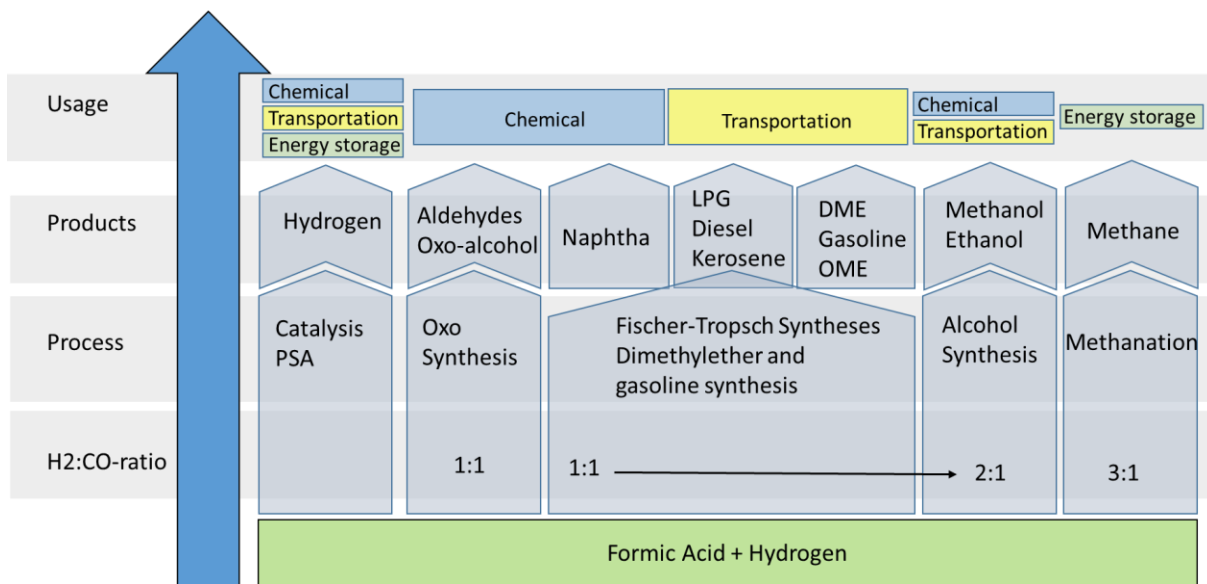 Usage
Chemical
Transportation
Energy storage
Chemical
Transportation
Chemical
Transportation
Energy storage
Products
Hydrogen
Aldehydes
Oxo-alcohol
Naphtha
LPG
Diesel
Kerosene
DME
Gasoline
OME
Methanol
Ethanol
Methane
Process
Catalysis
PSA
Oxo
Synthesis
Fischer-Tropsch Syntheses
Dimethylether and
gasoline synthesis
Alcohol
Synthesis
Methanation
H2:CO-ratio
1:1
1:1
2:1
3:1
Formic Acid + Hydrogen